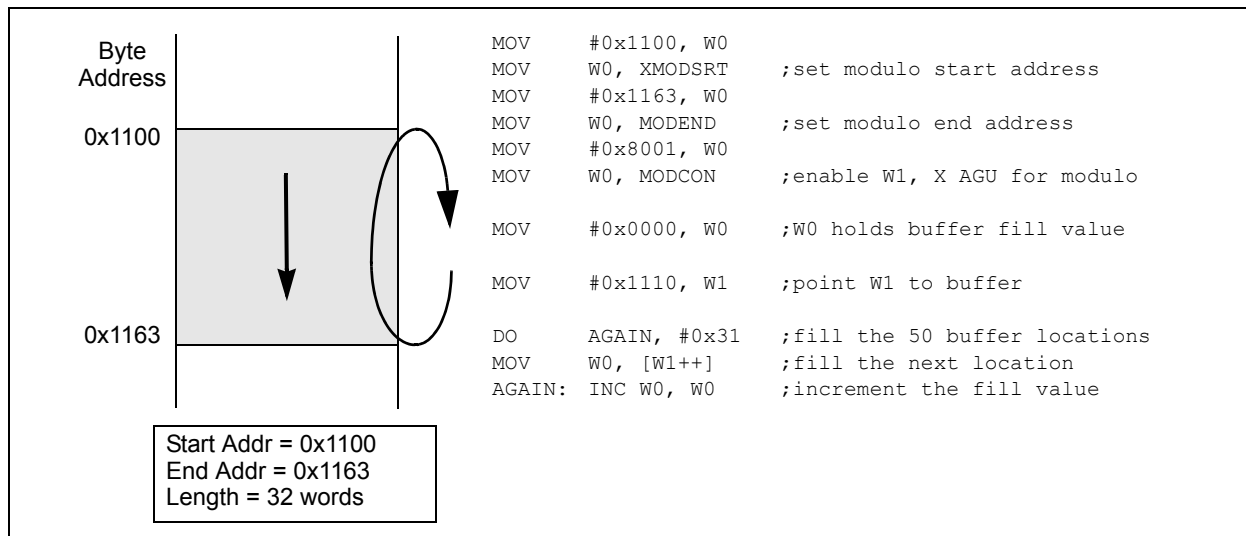 Byte
Address
0x1100
0x1163
Start Addr = 0x1100
End Addr = 0x1163
Length = 32 words
MOV #0x1100, W0
MOV W0, XMODSRT ;set modulo start address
MOV #0x1163, W0
MOV W0, MODEND ;set modulo end address
MOV #0x8001, W0
MOV W0, MODCON ;enable W1, X AGU for modulo
MOV #0x0000, W0 ;W0 holds buffer fill value
MOV #0x1110, W1 ;point W1 to buffer
DO AGAIN, #0x31 ;fill the 50 buffer locations
MOV W0, [W1++] ;fill the next location
AGAIN: INC W0, W0 ;increment the fill value